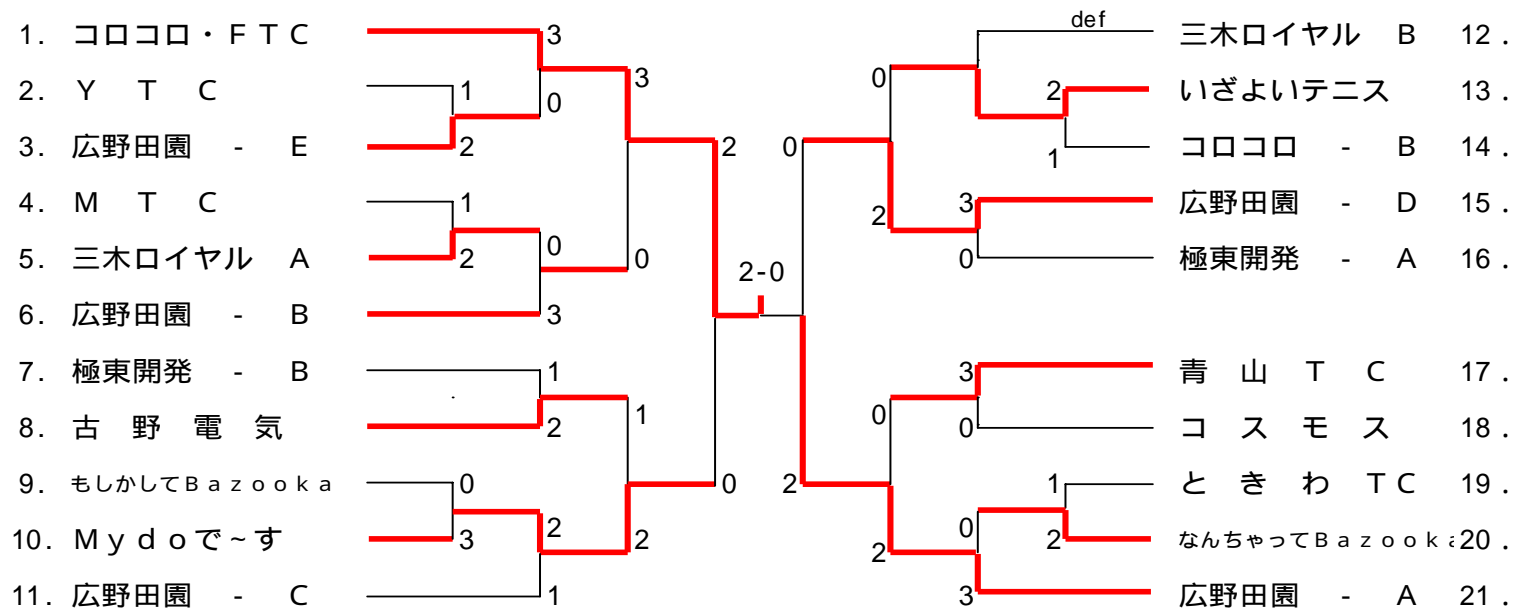 1. コロコロ・ＦＴＣ
2. Ｙ Ｔ Ｃ
3. 広野田園 - Ｅ
4. Ｍ Ｔ Ｃ
5. 三木ロイヤル Ａ
6. 広野田園 - Ｂ
7. 極東開発 - Ｂ
8. 古 野 電 気
9. もしかしてＢａｚｏｏｋａ
10. Ｍｙｄｏで~す
11. 広野田園 - Ｃ
3
1
0
2
1
2
0
3
1
2
0
3
2
1
3
0
1
2
2
0
2-0
0
2
0
2
0
2
def
2
1
3
0
3
0
1
0
2
3
三木ロイヤル Ｂ 12.
いざよいテニス 13.
コロコロ - Ｂ 14.
広野田園 - Ｄ 15.
極東開発 - Ａ 16.
青 山 Ｔ Ｃ 17.
コ ス モ ス 18.
と き わ ＴＣ 19.
なんちゃってＢａｚｏｏｋａ 20.
広野田園 - Ａ 21.